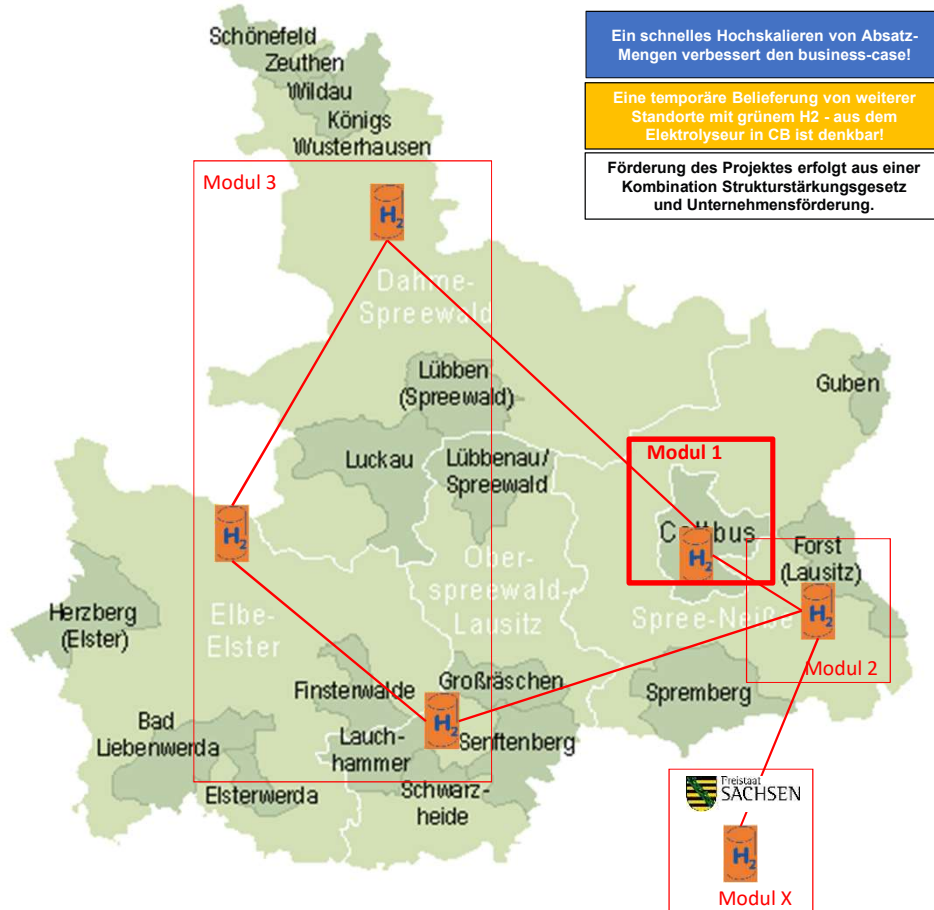 Schönefeld
Zeuthen
Wildau
Königs
Wusterhausen
Ein schnelles Hochskalieren von Absatz-
Mengen verbessert den business-case!
Eine temporäre Belieferung von weiterer
Standorte mit grünem H2 - aus dem
Elektrolyseur in CB ist denkbar!
Förderung des Projektes erfolgt aus einer
Kombination Strukturstärkungsgesetz
und Unternehmensförderung.
Modul 3
H2
Dahme-
Spreewald
Lübben
(Spreewald)
Guben
Luckau
Lübbenau/
Spreewald
Modul 1
Cottbus
H2
H2
Forst
(Lausitz)
Ober-
spreewald-
Lausitz
Herzberg
(Elster)
Elbe-
Elster
Spree-Neiße
H2
Modul 2
Finsterwalde
Großräschen
Spremberg
H2
Bad
Liebenwerda
Lauch-
hammer
Senftenberg
Elsterwerda
Schwarz-
heide
Freistaat
SACHSEN
H2
Modul X